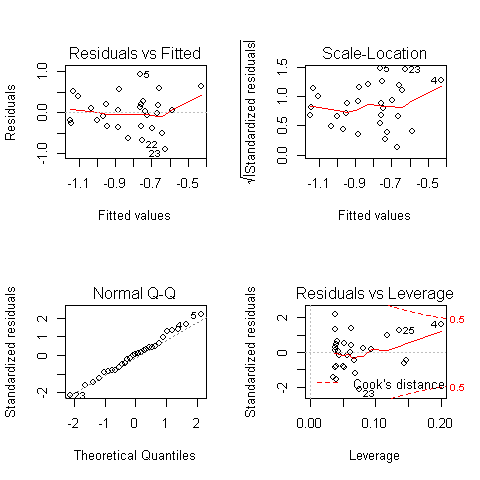 Residuals vs Fitted
Residuals
-1.0 0.0 1.0
5
22
23
-1.1 -0.9 -0.7 -0.5
Fitted values
Scale-Location
√|Standardized residuals|
0.0 0.5 1.0 1.5
5
23
4
-1.1 -0.9 -0.7 -0.5
Fitted values
Normal Q-Q
Standardized residuals
-2 0 1 2
5
4
23
-2 -1 0 1 2
Theoretical Quantiles
Residuals vs Leverage
Standardized residuals
-2 0 1 2
4
25
0.5
Cook's distance
0.5
23
0.00 0.10 0.20
Leverage